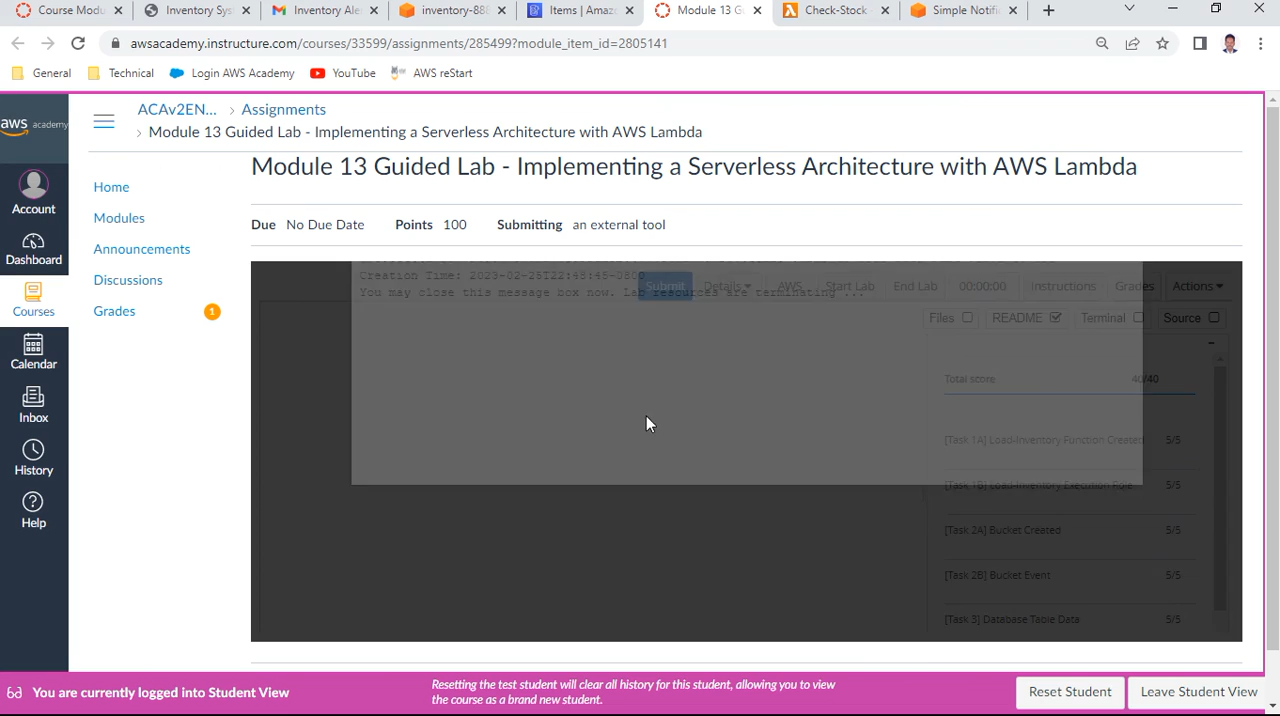 Course Modu
Inventory Sys
Inventory Ale
inventory-888
Items | Amaz
Module 13 G
Check-Stock
Simple Notifi
awsacademy.instructure.com/courses/33599/assignments/285499?module_item_id=2805141
General
Technical
Login AWS Academy
YouTube
AWS reStart
aws academy
Account
Dashboard
Courses
Calendar
Inbox
History
Help
ACAv2EN...
› Assignments
› Module 13 Guided Lab - Implementing a Serverless Architecture with AWS Lambda
Home
Modules
Announcements
Discussions
Grades
1
Module 13 Guided Lab - Implementing a Serverless Architecture with AWS Lambda
Due No Due Date Points 100 Submitting an external tool
Creation Time: 2023-02-25T22:48:45-0800
You may close this message box now. Lab resources are terminating ...
Submit Details AWS Start Lab End Lab 00:00:00 Instructions Grades Actions
Files README Terminal Source
Total score 40/40
[Task 1A] Load-Inventory Function Created 5/5
[Task 1B] Load-Inventory Execution Role 5/5
[Task 2A] Bucket Created 5/5
[Task 2B] Bucket Event 5/5
[Task 3] Database Table Data 5/5
You are currently logged into Student View
Resetting the test student will clear all history for this student, allowing you to view
the course as a brand new student.
Reset Student
Leave Student View